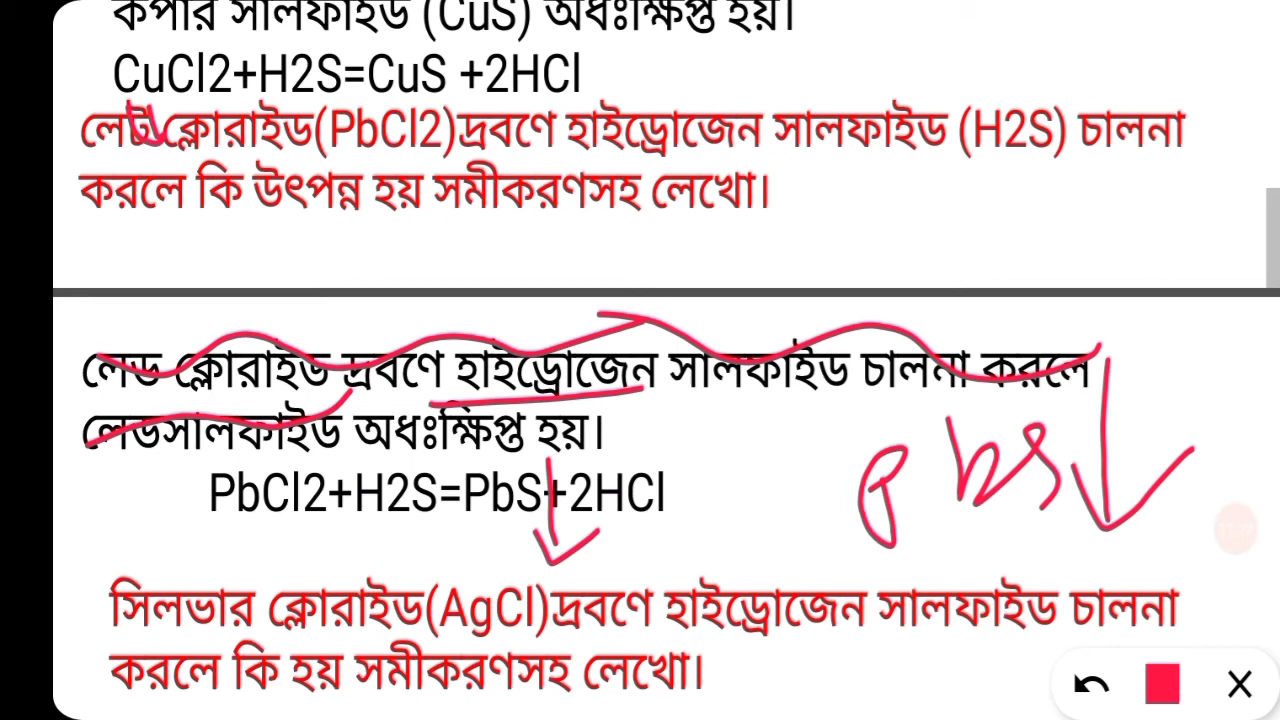 কপার সালফাইড (CuS) অধঃক্ষিপ্ত হয়।
CuCl2+H2S=CuS +2HCl
লেট ক্লোরাইড(PbCl2)দ্রবণে হাইড্রোজেন সালফাইড (H2S) চালনা
করলে কি উৎপন্ন হয় সমীকরণসহ লেখো।
লেড ক্লোরাইড দ্রবণে হাইড্রোজেন সালফাইড চালনা করলে
লেডসালফাইড অধঃক্ষিপ্ত হয়।
pbs
PbCl2+H2S=PbS+2HCl
সিলভার ক্লোরাইড(AgCl)দ্রবণে হাইড্রোজেন সালফাইড চালনা
করলে কি হয় সমীকরণসহ লেখো।